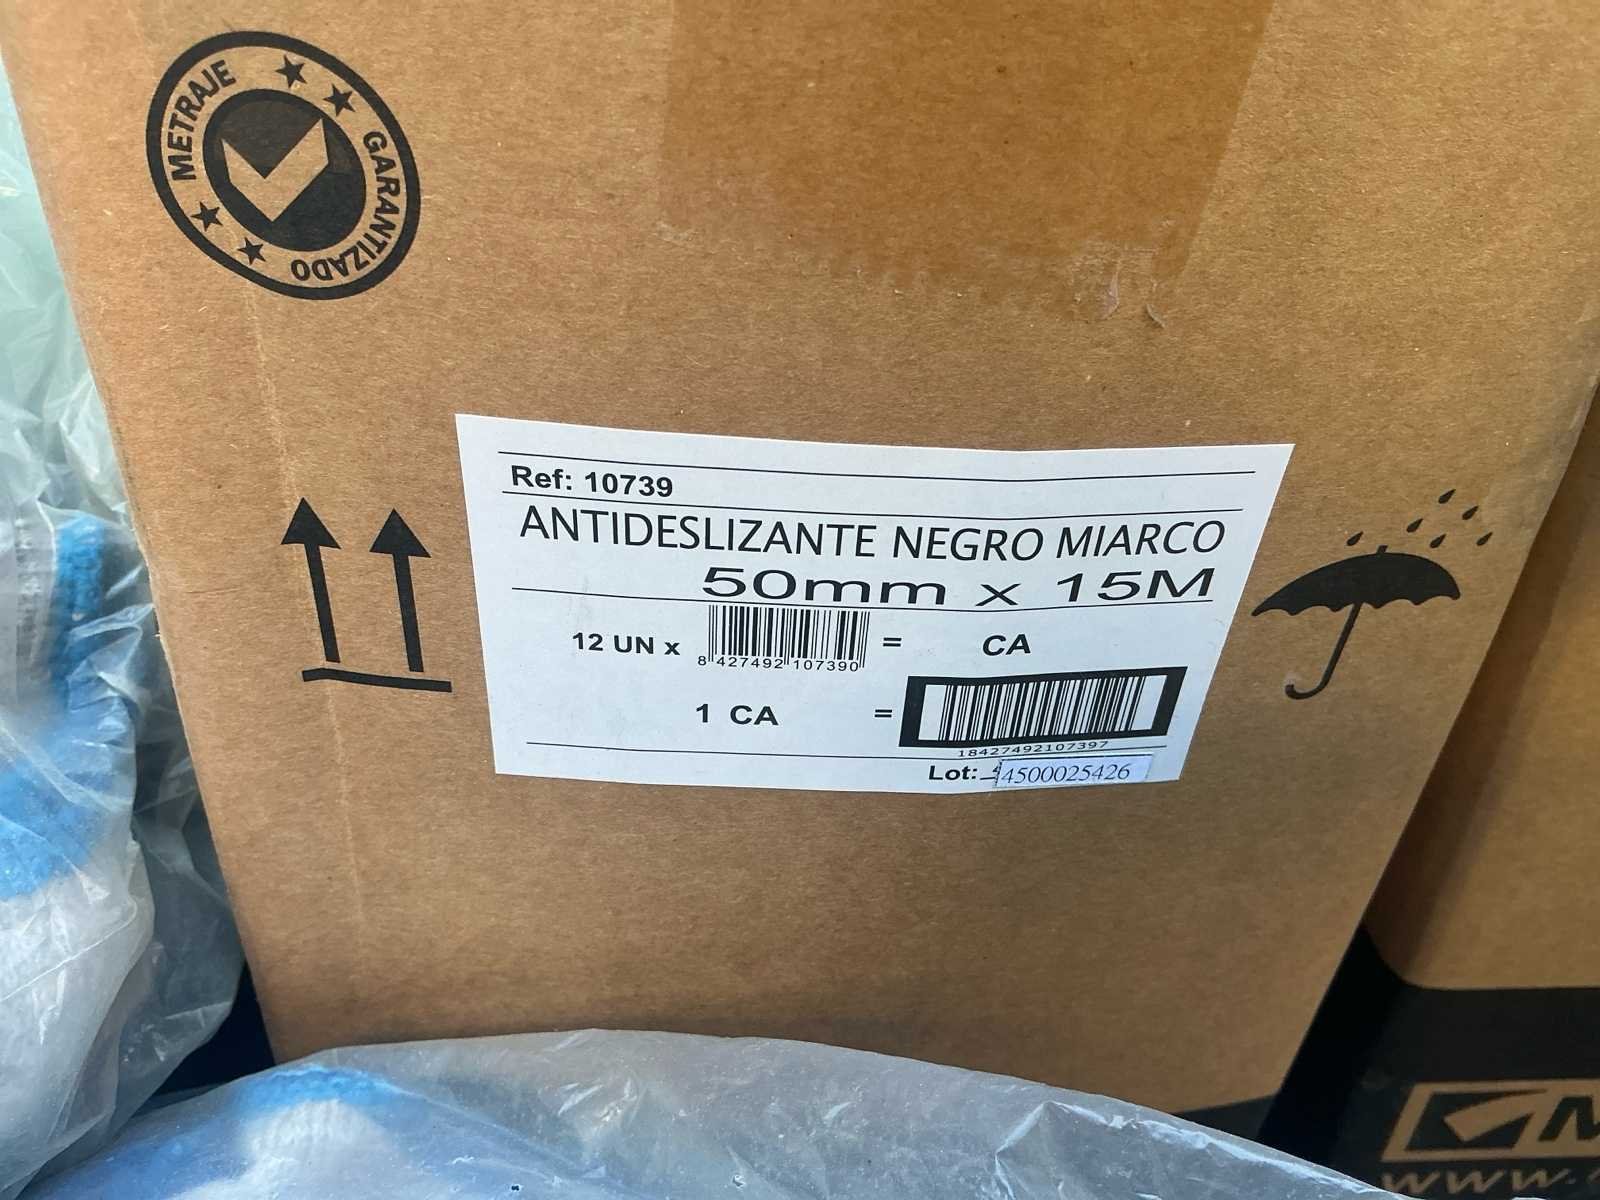 METRAJE
GARANTIZADO
Ref: 10739
ANTIDESLIZANTE NEGRO MIARCO
50mm x 15M
12 UN x
8 427492 107390
= CA
1 CA =
18427492107397
Lot: 4500025426
www.